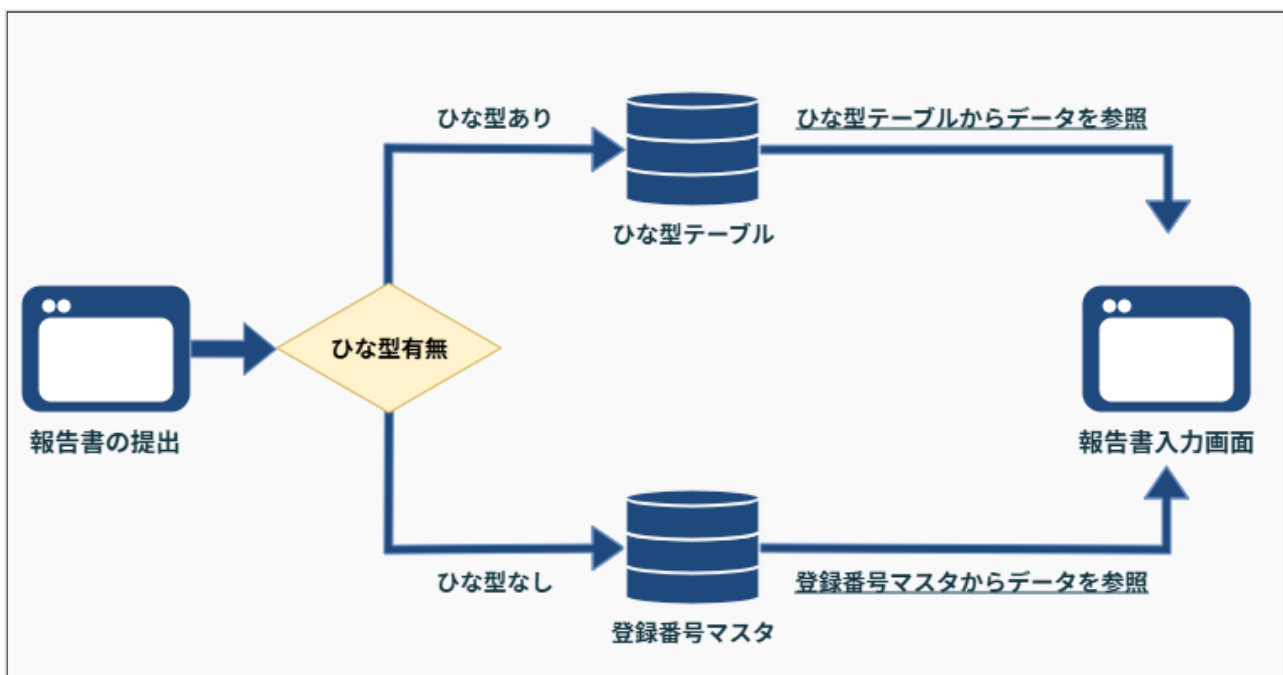 ひな型あり
ひな型テーブルからデータを参照
ひな型テーブル
ひな型有無
報告書の提出
報告書入力画面
ひな型なし
登録番号マスタからデータを参照
登録番号マスタ